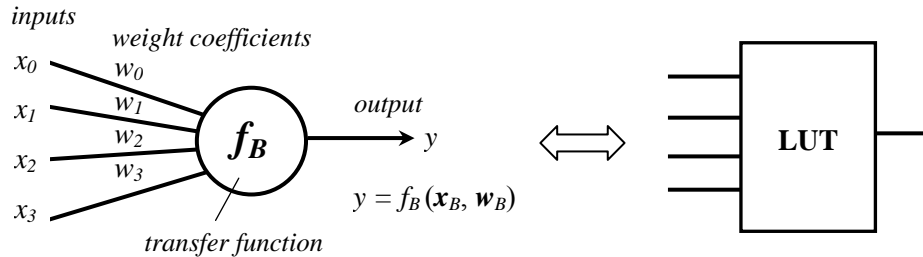 inputs
weight coefficients
x0
w0
x1
w1
x2
w2
x3
w3
fB
output
y
y = fB(xB, wB)
transfer function
LUT